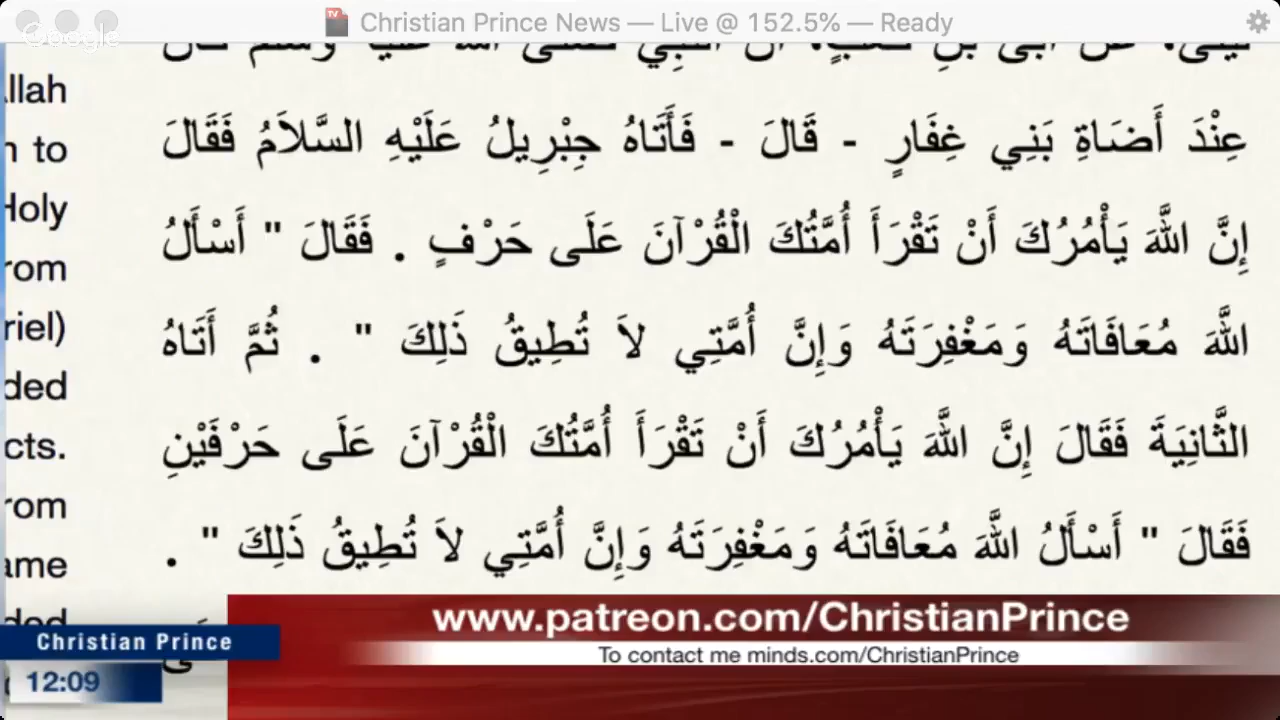 Christian Prince News — Live @ 152.5% — Ready
Google
عِنْدَ أَضَاةِ بَنِي غِفَارٍ - قَالَ - فَأَتَاهُ جِبْرِيلُ عَلَيْهِ السَّلاَمُ فَقَالَ
إِنَّ اللَّهَ يَأْمُرُكَ أَنْ تَقْرَأَ أُمَّتُكَ الْقُرْآنَ عَلَى حَرْفٍ . فَقَالَ " أَسْأَلُ
اللَّهَ مُعَافَاتَهُ وَمَغْفِرَتَهُ وَإِنَّ أُمَّتِي لاَ تُطِيقُ ذَلِكَ " . ثُمَّ أَتَاهُ
الثَّانِيَةَ فَقَالَ إِنَّ اللَّهَ يَأْمُرُكَ أَنْ تَقْرَأَ أُمَّتُكَ الْقُرْآنَ عَلَى حَرْفَيْنِ
فَقَالَ " أَسْأَلُ اللَّهَ مُعَافَاتَهُ وَمَغْفِرَتَهُ وَإِنَّ أُمَّتِي لاَ تُطِيقُ ذَلِكَ " .
llah
to
Holy
rom
riel)
ded
cts.
rom
ame
www.patreon.com/ChristianPrince
To contact me minds.com/ChristianPrince
Christian Prince
12:09